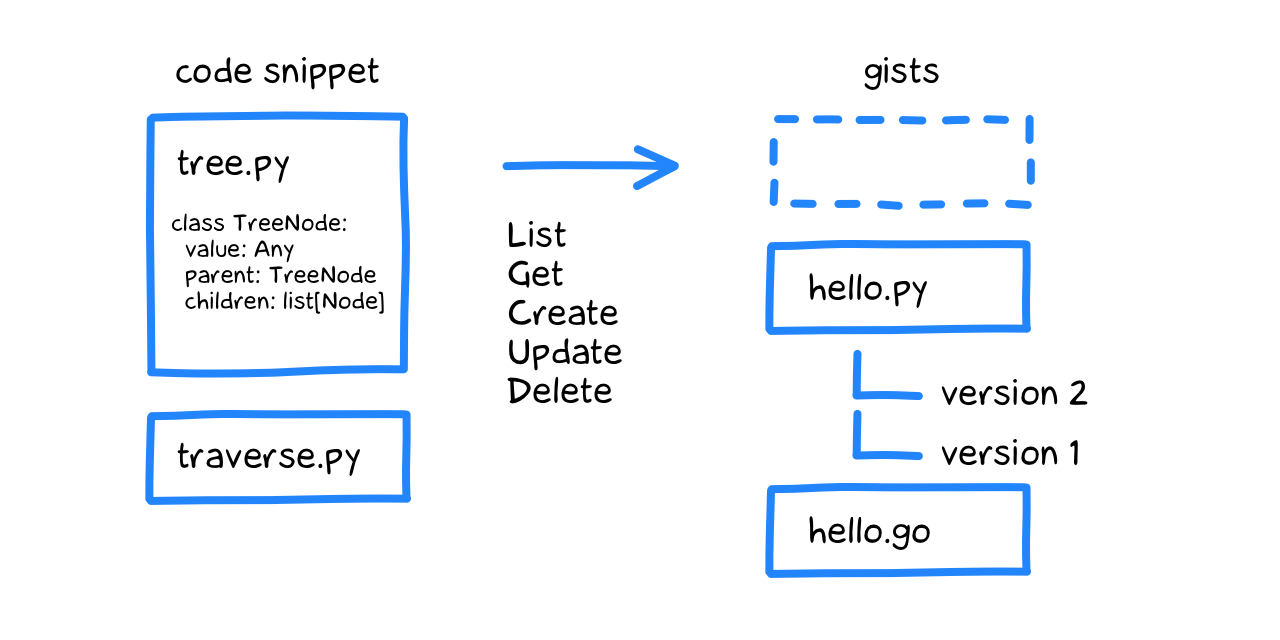 code snippet
tree.py
class TreeNode:
value: Any
parent: TreeNode
children: list[Node]
traverse.py
List
Get
Create
Update
Delete
gists
hello.py
version 2
version 1
hello.go